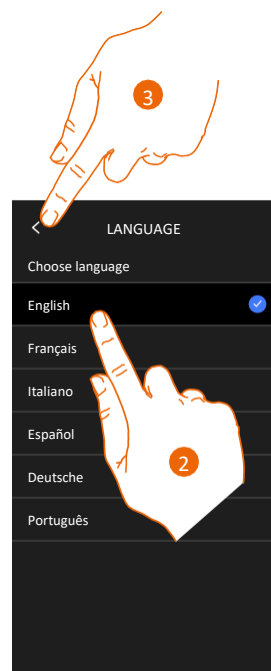 3
LANGUAGE
Choose language
English
Français
Italiano
Español
2
Deutsche
Português